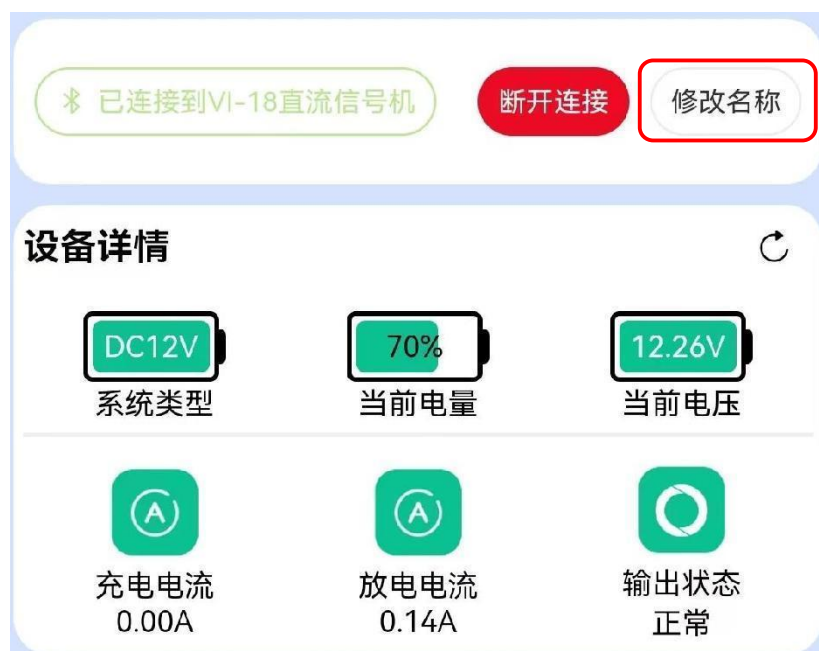 已连接到VI-18直流信号机
断开连接
修改名称
设备详情
DC12V
70%
12.26V
系统类型
当前电量
当前电压
A
A
充电电流
放电电流
输出状态
0.00A
0.14A
正常